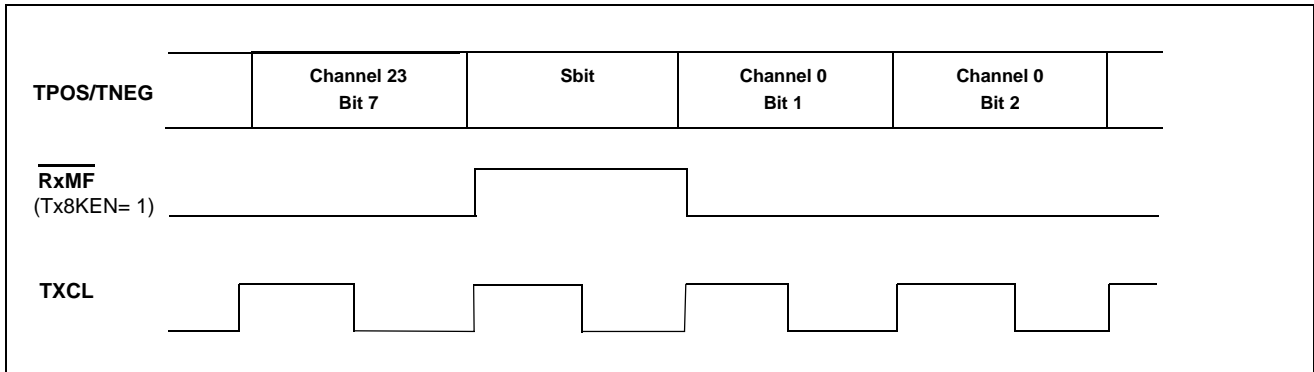 TPOS/TNEG
Channel 23
Bit 7
Sbit
Channel 0
Bit 1
Channel 0
Bit 2
RxMF
(Tx8KEN= 1)
TXCL